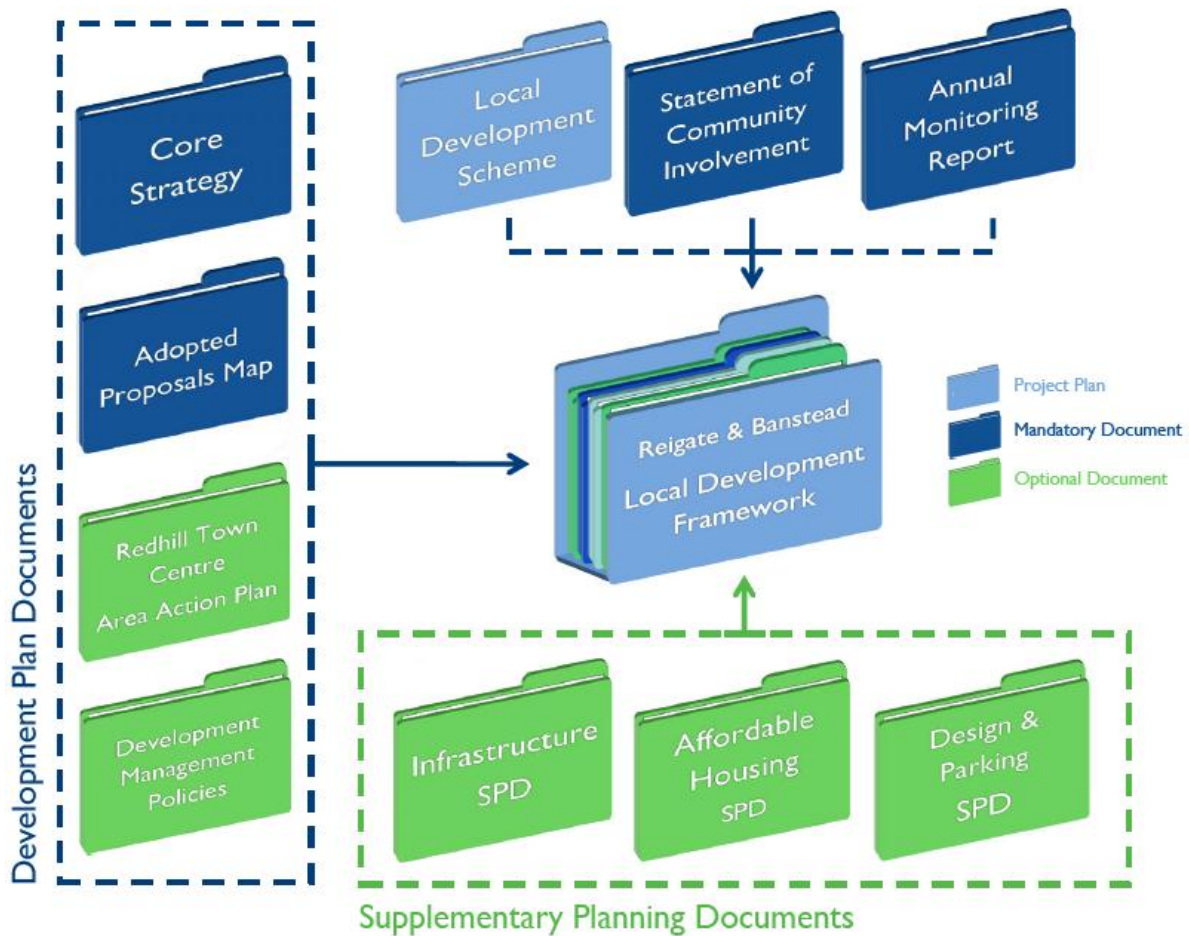 Development Plan Documents
Core
Strategy
Adopted
Proposals Map
Redhill Town
Centre
Area Action Plan
Development
Management
Policies
Local
Development
Scheme
Statement of
Community
Involvement
Annual
Monitoring
Report
Reigate & Banstead
Local Development
Framework
Project Plan
Mandatory Document
Optional Document
Infrastructure
SPD
Affordable
Housing
SPD
Design &
Parking
SPD
Supplementary Planning Documents